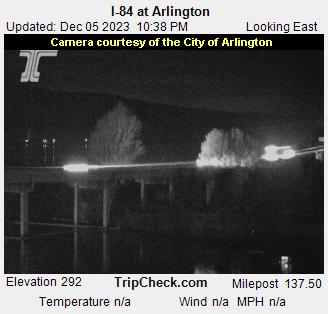 I-84 at Arlington
Updated: Dec 05 2023 10:38 PM Looking East
Camera courtesy of the City of Arlington
Elevation 292 TripCheck.com Milepost 137.50
Temperature n/a Wind n/a MPH n/a